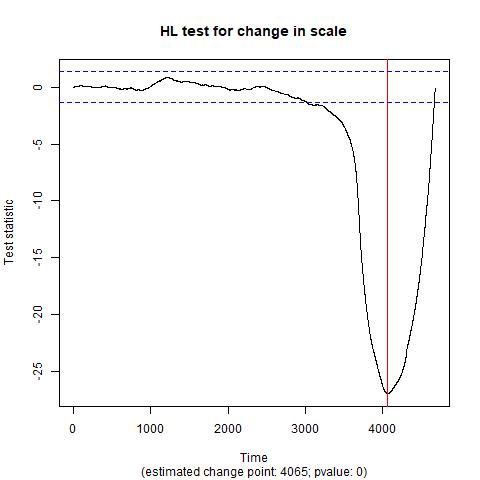 HL test for change in scale
Test statistic
0
-5
-10
-15
-20
-25
0 1000 2000 3000 4000
Time
(estimated change point: 4065; pvalue: 0)